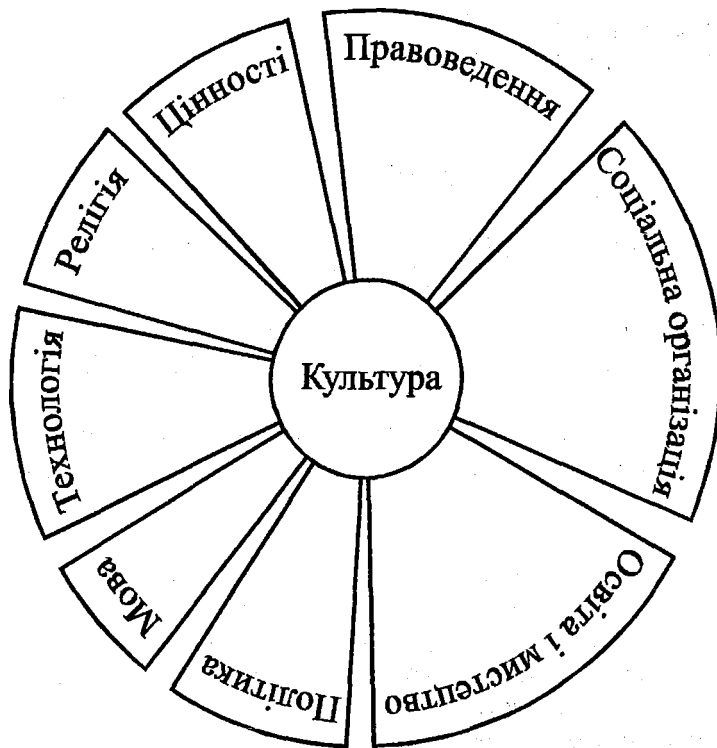 Правоведення
Соціальна організація
Освіта і мистецтво
Політика
Мова
Технологія
Релігія
Цінності
Культура